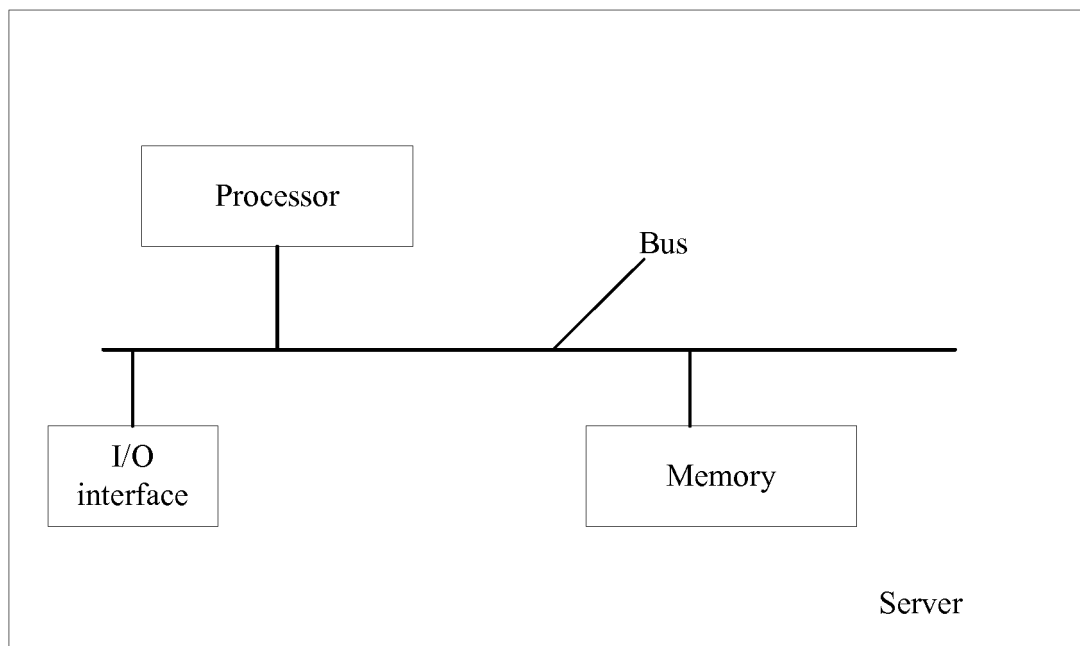 Processor
Bus
I/O
interface
Memory
Server